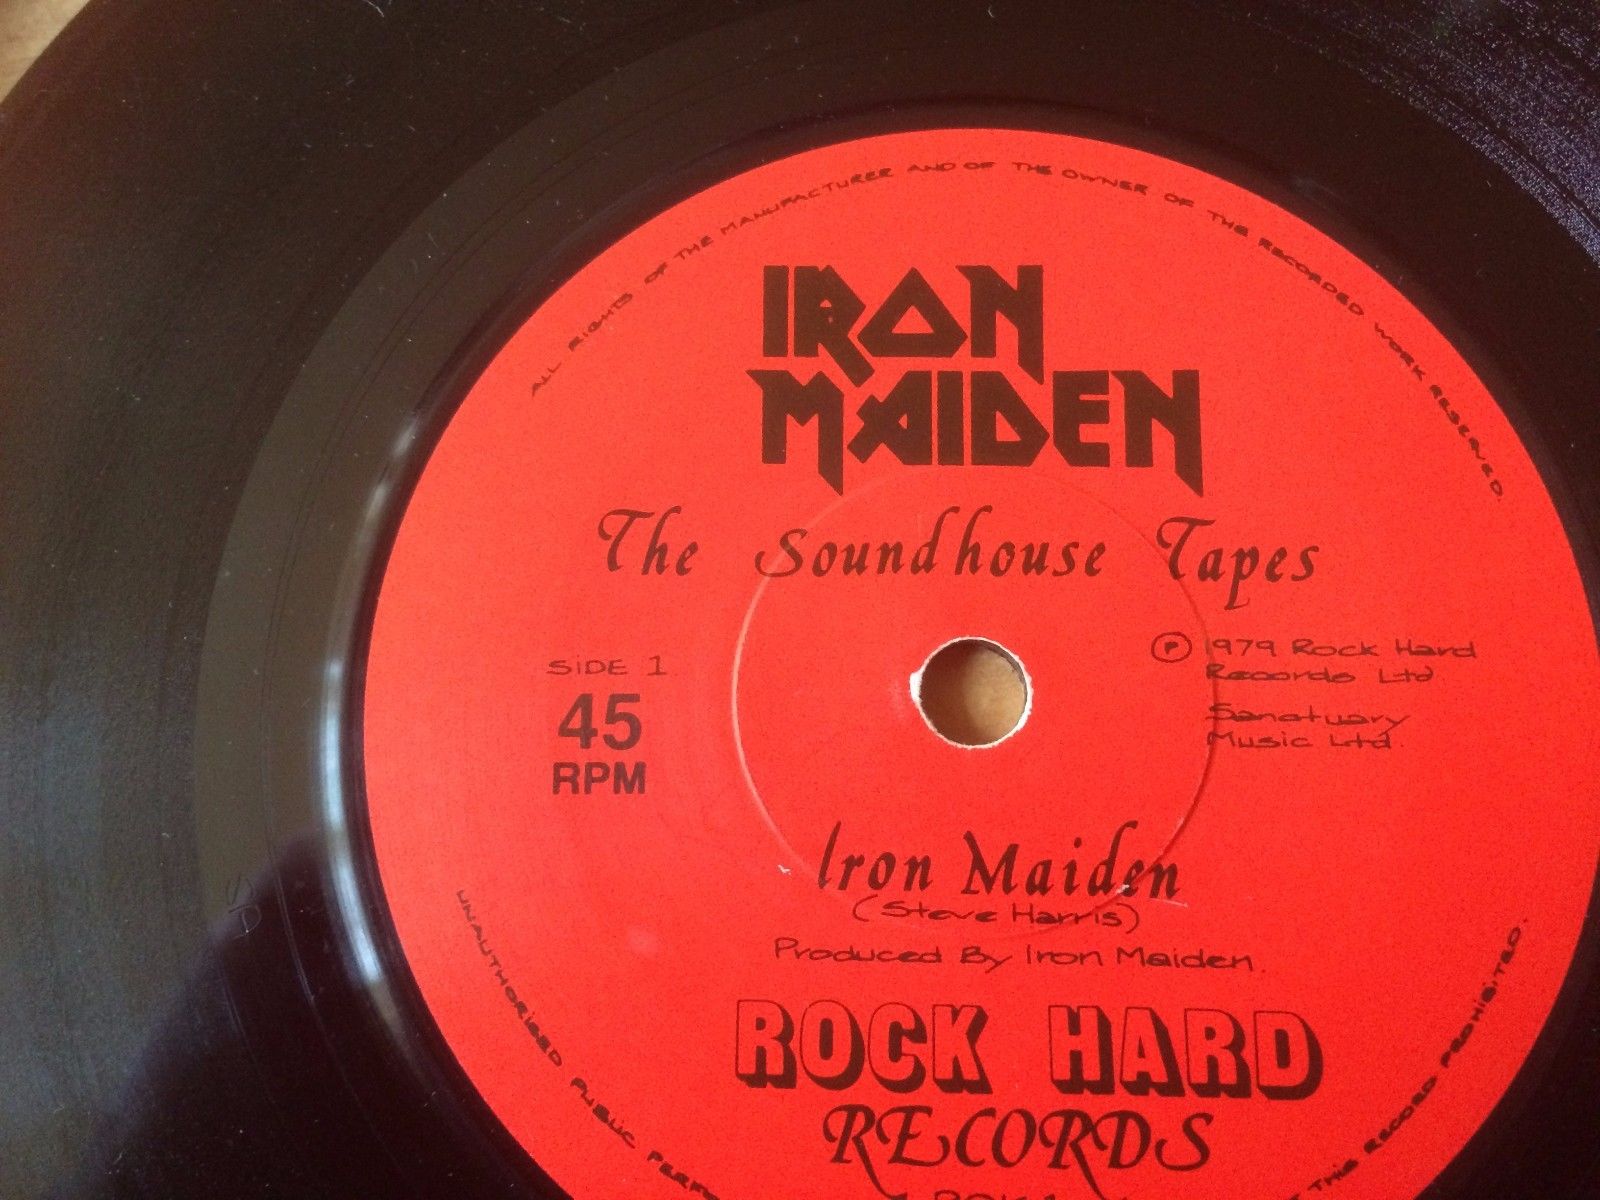 ALL RIGHTS OF THE MANUFACTURER AND OF THE OWNER OF THE RECORDED WORK RESERVED.
IRON
MAIDEN
The Soundhouse Tapes
SiDE 1
45
RPM
Ⓟ 1979 Rock Hard
Records Ltd
Sanctuary
Music Ltd.
Iron Maiden
(Steve Harris)
Produced By Iron Maiden.
ROCK HARD
RECORDS
UNAUTHORISED PUBLIC
THIS RECORD PROHIBITED.